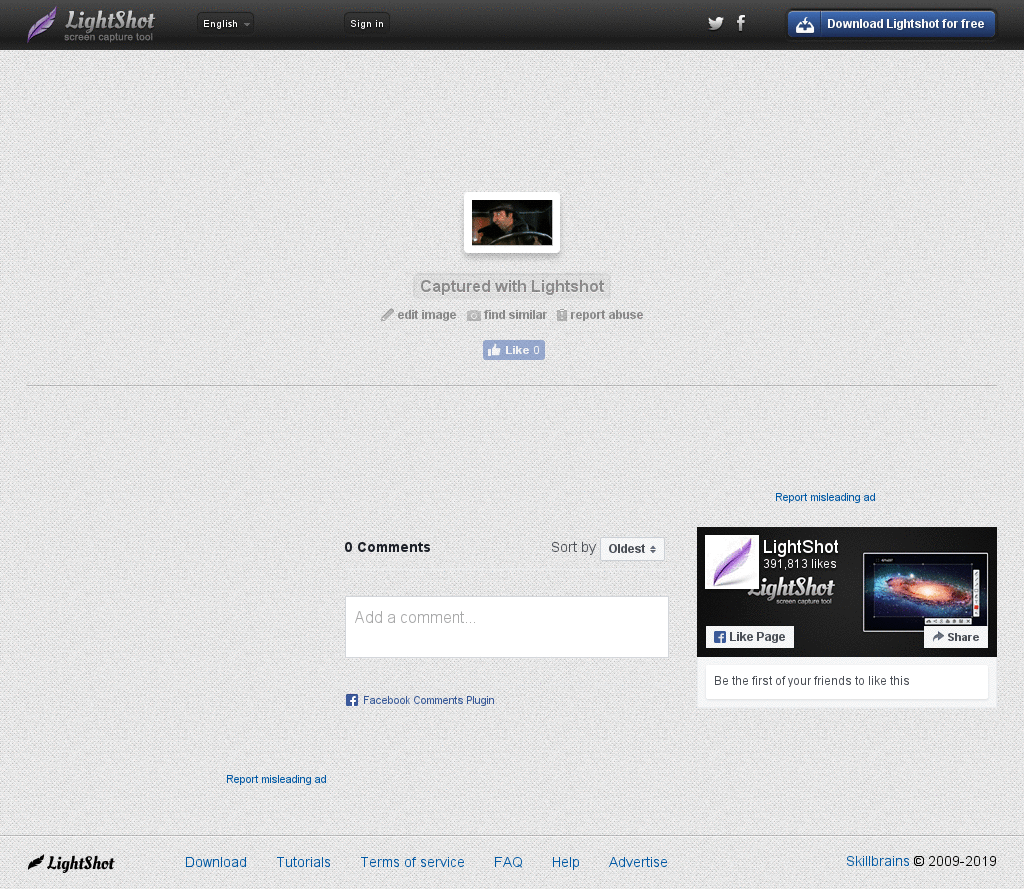 LightShot
screen capture tool
English
Sign in
Download Lightshot for free
Captured with Lightshot
edit image find similar report abuse
Like 0
Report misleading ad
0 Comments
Sort by Oldest
Add a comment...
Facebook Comments Plugin
LightShot
391,813 likes
LightShot
screen capture tool
Like Page
Share
Be the first of your friends to like this
Report misleading ad
LightShot
Download Tutorials Terms of service FAQ Help Advertise
Skillbrains © 2009-2019